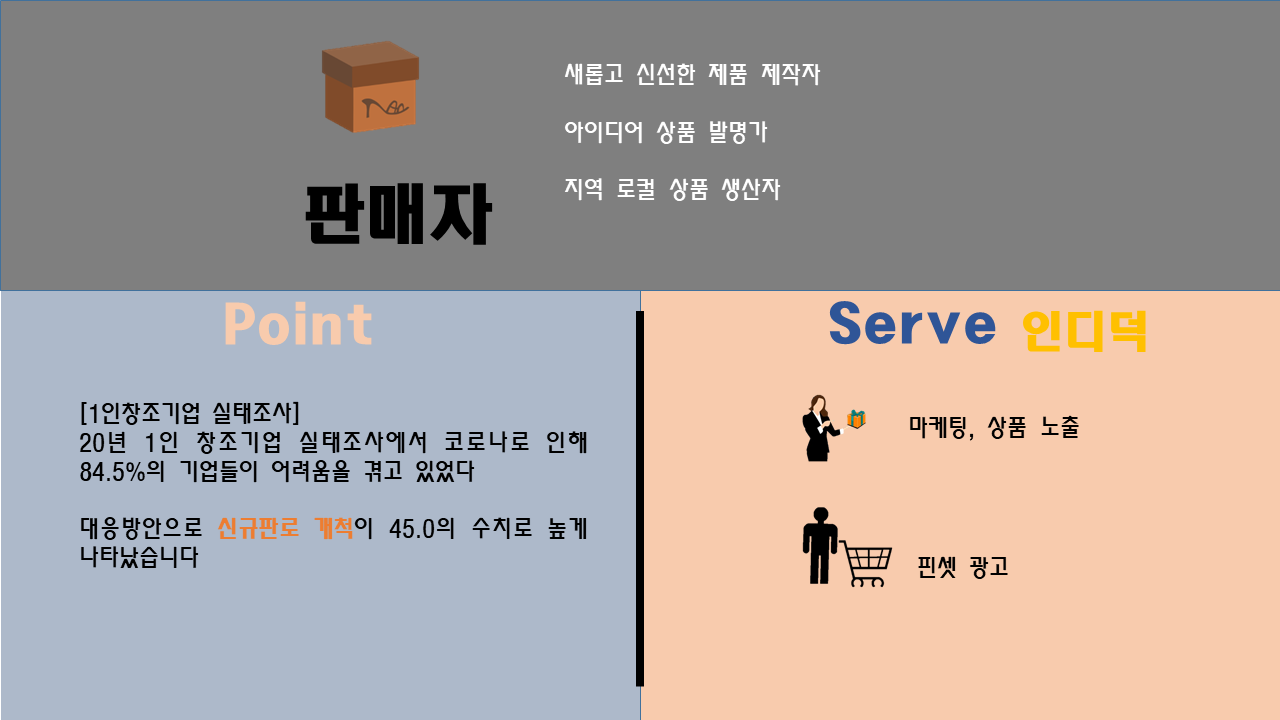 새롭고 신선한 제품 제작자
아이디어 상품 발명가
지역 로컬 상품 생산자
판매자
Point
[1인창조기업 실태조사]
20년 1인 창조기업 실태조사에서 코로나로 인해
84.5%의 기업들이 어려움을 겪고 있었다
대응방안으로 신규판로 개척이 45.0의 수치로 높게
나타났습니다
Serve 인디덕
마케팅, 상품 노출
핀셋 광고